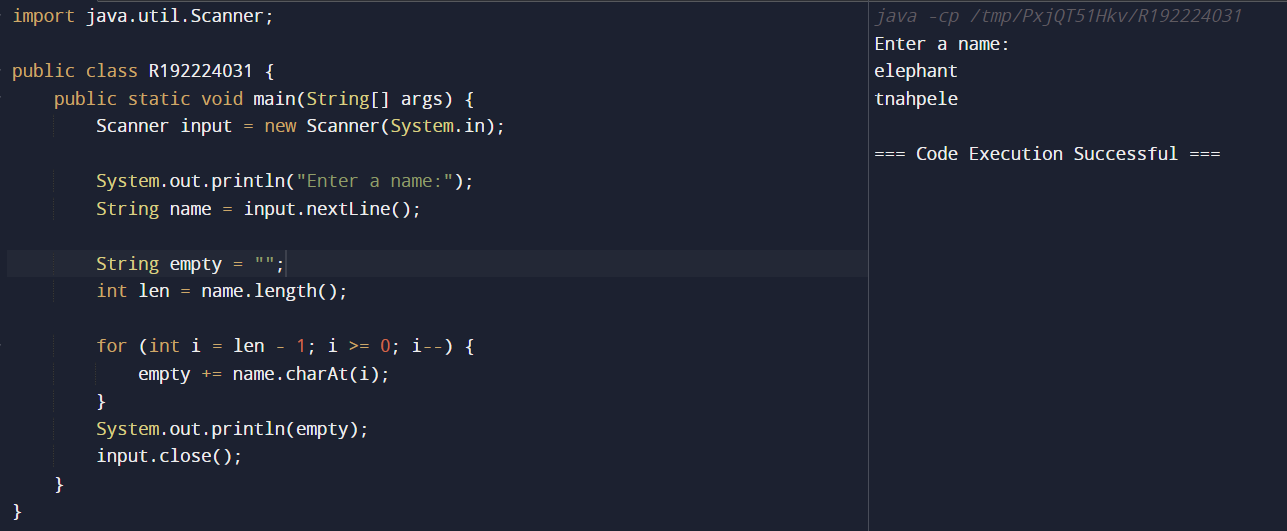 import java.util.Scanner;
public class R192224031 {
public static void main(String[] args) {
Scanner input = new Scanner(System.in);
System.out.println("Enter a name:");
String name = input.nextLine();
String empty = "";
int len = name.length();
for (int i = len - 1; i >= 0; i--) {
empty += name.charAt(i);
}
System.out.println(empty);
input.close();
}
}
java -cp /tmp/PxjQT51Hkv/R192224031
Enter a name:
elephant
tnahpele
=== Code Execution Successful ===